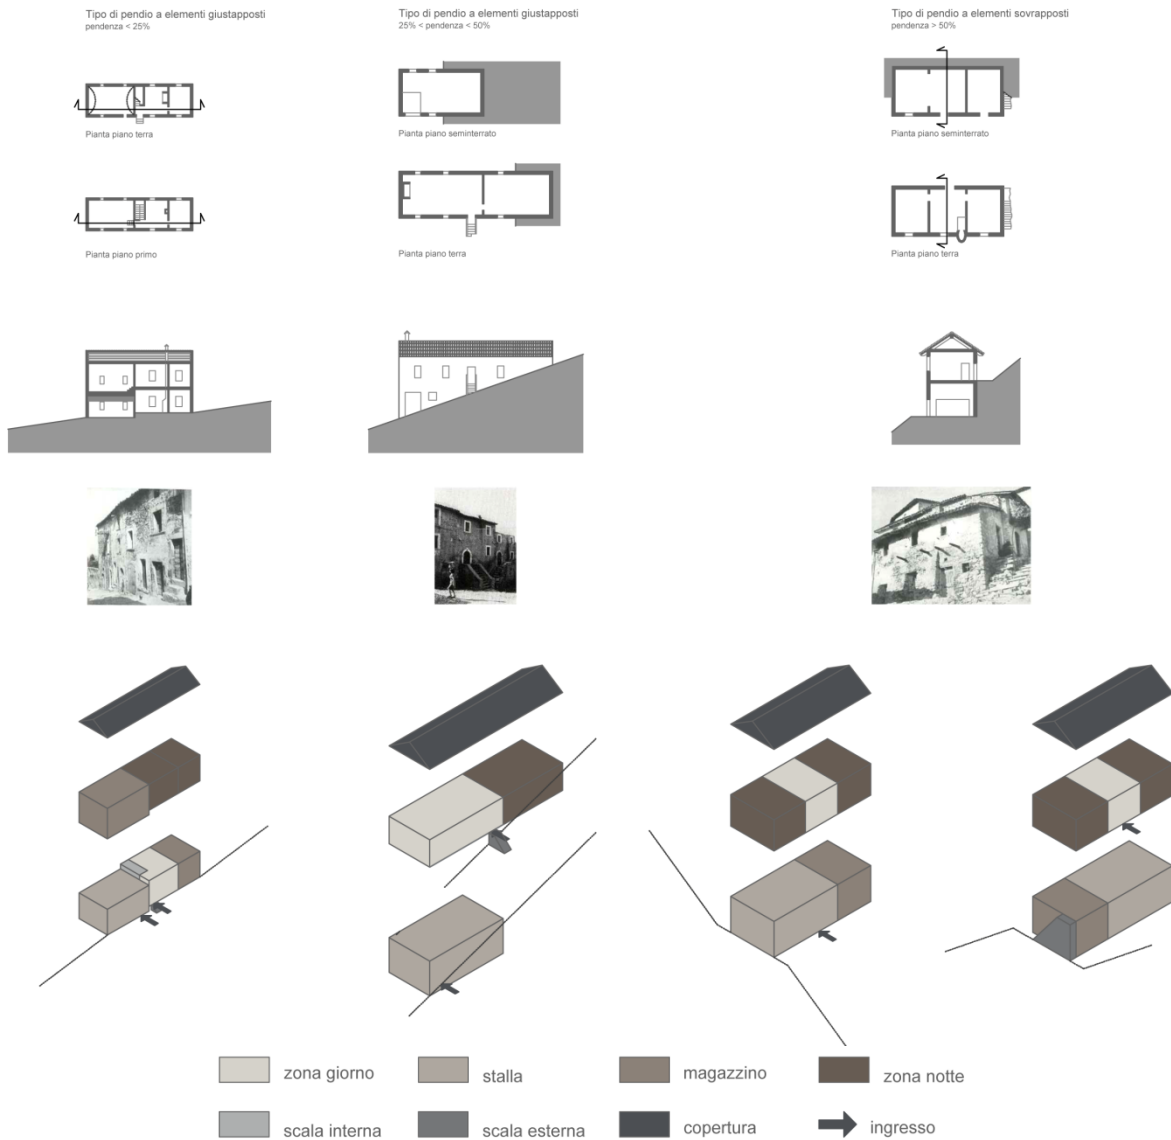 Tipo di pendio a elementi giustapposti
pendenza < 25%
Tipo di pendio a elementi giustapposti
25% < pendenza < 50%
Tipo di pendio a elementi sovrapposti
pendenza > 50%
Pianta piano terra
Pianta piano seminterrato
Pianta piano seminterrato
Pianta piano primo
Pianta piano terra
Pianta piano terra
zona giorno
stalla
magazzino
zona notte
scala interna
scala esterna
copertura
ingresso